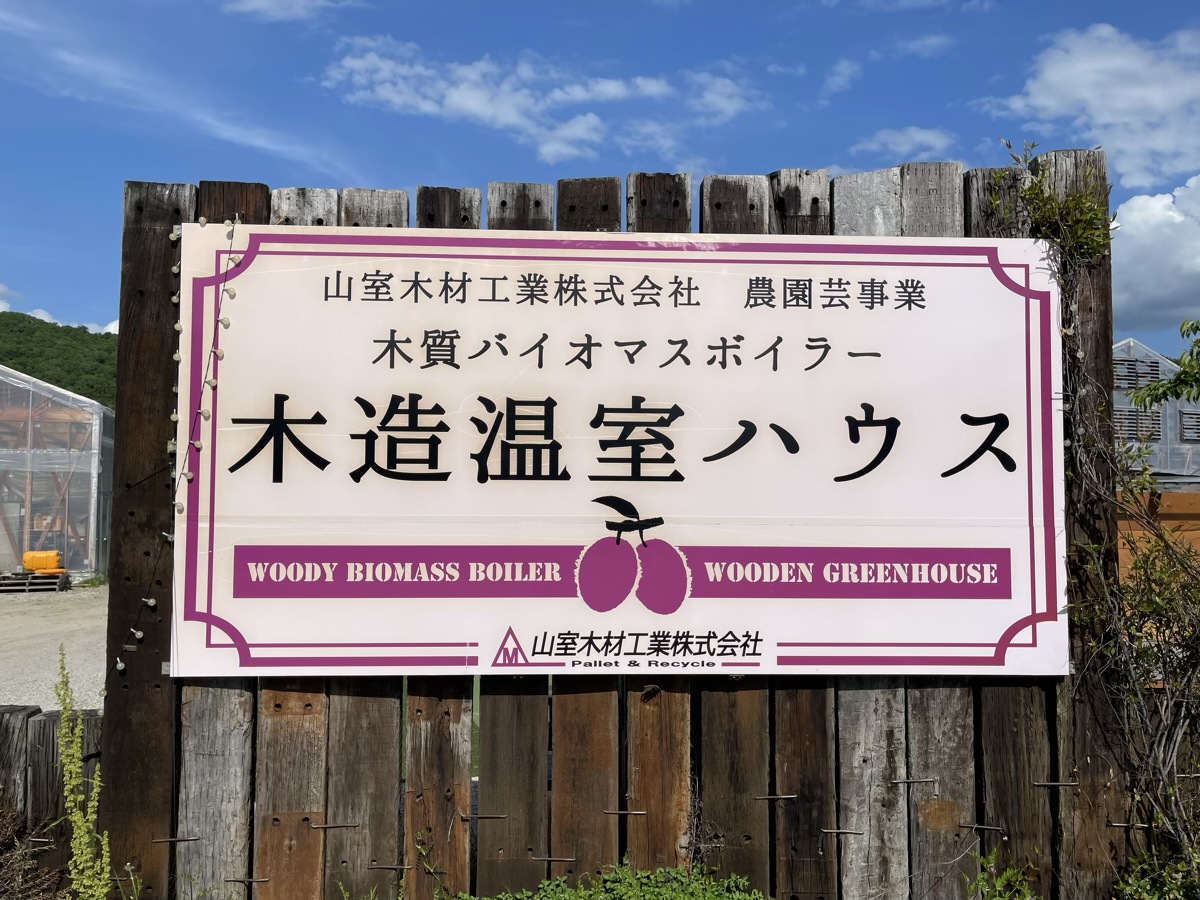 山室木材工業株式会社　農園芸事業
木質バイオマスボイラー
木造温室ハウス
WOODY BIOMASS BOILER WOODEN GREENHOUSE
M 山室木材工業株式会社
Pallet & Recycle